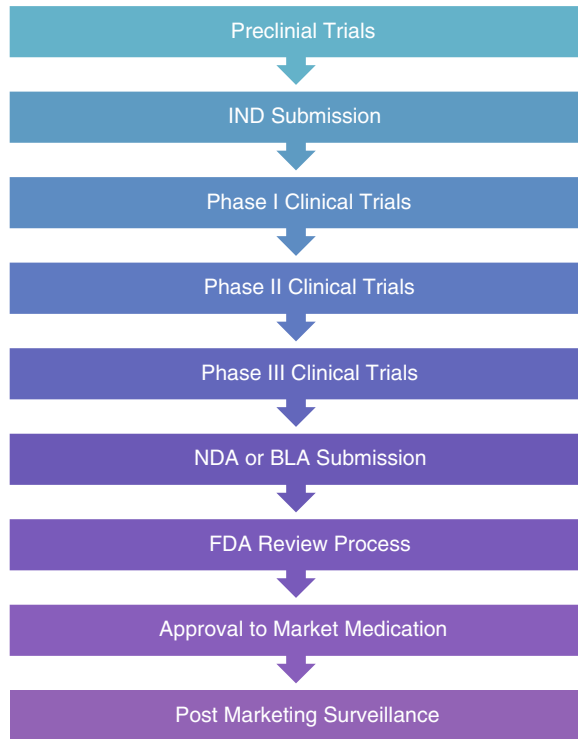 Preclinial Trials
IND Submission
Phase I Clinical Trials
Phase II Clinical Trials
Phase III Clinical Trials
NDA or BLA Submission
FDA Review Process
Approval to Market Medication
Post Marketing Surveillance